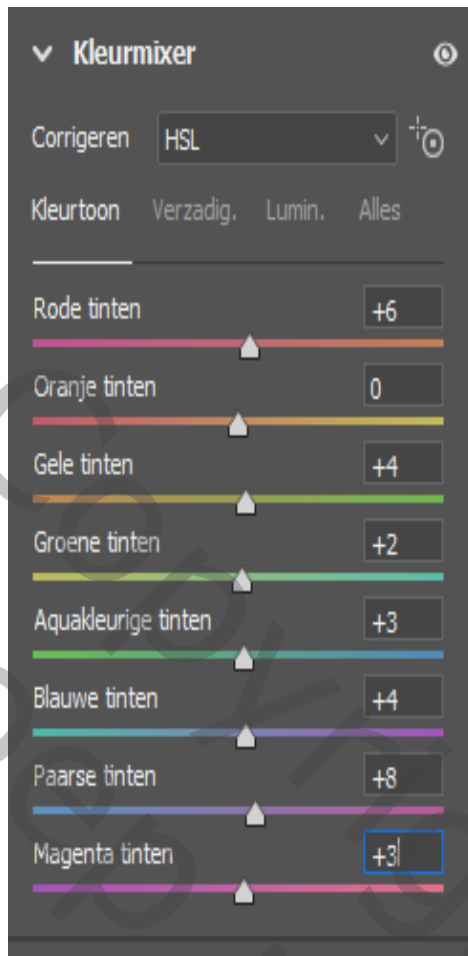 Kleurmixer
Corrigeren HSL
Kleurtoon Verzadig. Lumin. Alles
Rode tinten +6
Oranje tinten 0
Gele tinten +4
Groene tinten +2
Aquakleurige tinten +3
Blauwe tinten +4
Paarse tinten +8
Magenta tinten +3
Copyrig